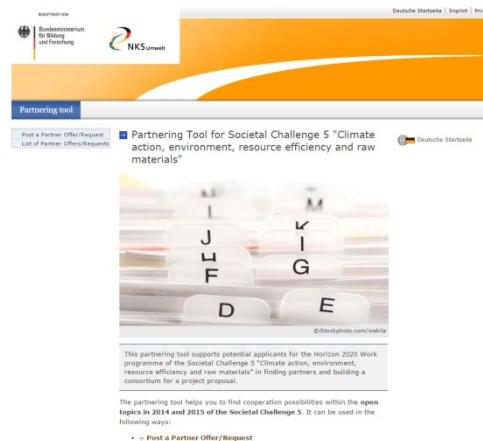 BEAUFTRAGT VOM
Bundesministerium
für Bildung
und Forschung
NKS Umwelt
Deutsche Startseite | Imprint |
Partnering tool
Post a Partner Offer/Request
List of Partner Offers/Requests
Partnering Tool for Societal Challenge 5 "Climate
action, environment, resource efficiency and raw
materials"
Deutsche Startseite
M
I
K
J
I
H
G
F
E
D
©iStockphoto.com/wakila
This partnering tool supports potential applicants for the Horizon 2020 Work
programme of the Societal Challenge 5 "Climate action, environment,
resource efficiency and raw materials" in finding partners and building a
consortium for a project proposal.
The partnering tool helps you to find cooperation possibilities within the open
topics in 2014 and 2015 of the Societal Challenge 5. It can be used in the
following ways:
• → Post a Partner Offer/Request